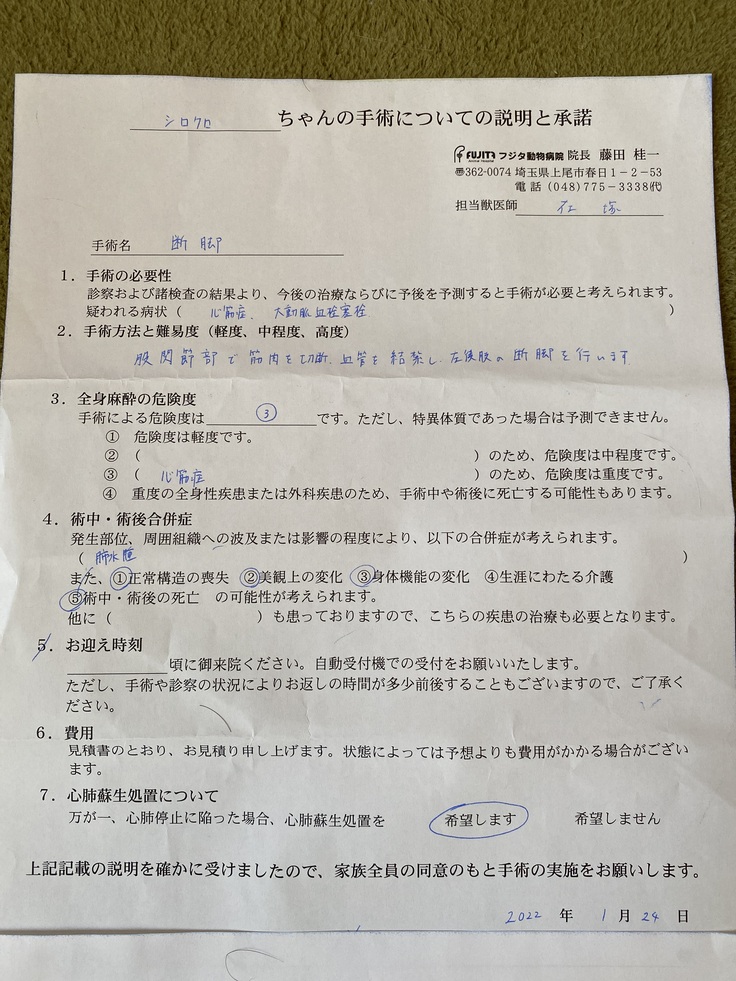 シロクロ ちゃんの手術についての説明と承諾
FUJITA フジタ動物病院 院長 藤田 桂一
〠362-0074 埼玉県上尾市春日1-2-53
電話 (048)775-3338㈹
担当獣医師 石塚
手術名 断脚
1. 手術の必要性
診察および諸検査の結果より、今後の治療ならびに予後を予測すると手術が必要と考えられます。
疑われる病状 ( 心筋症、大動脈血栓塞栓 )
2. 手術方法と難易度(軽度、中程度、高度)
股関節部で筋肉を切断、血管を結紮し、左後肢の断脚を行います
3. 全身麻酔の危険度
手術による危険度は ③ です。ただし、特異体質であった場合は予測できません。
① 危険度は軽度です。
② ( )のため、危険度は中程度です。
③ ( 心筋症 )のため、危険度は重度です。
④ 重度の全身性疾患または外科疾患のため、手術中や術後に死亡する可能性もあります。
4. 術中・術後合併症
発生部位、周囲組織への波及または影響の程度により、以下の合併症が考えられます。
( 肺水腫 )
また、①正常構造の喪失 ②美観上の変化 ③身体機能の変化 ④生涯にわたる介護
⑤術中・術後の死亡 の可能性が考えられます。
他に( )も患っておりますので、こちらの疾患の治療も必要となります。
5. お迎え時刻
頃に御来院ください。自動受付機での受付をお願いいたします。
ただし、手術や診察の状況によりお返しの時間が多少前後することもございますので、ご了承く
ださい。
6. 費用
見積書のとおり、お見積り申し上げます。状態によっては予想よりも費用がかかる場合がござい
ます。
7. 心肺蘇生処置について
万が一、心肺停止に陥った場合、心肺蘇生処置を 希望します 希望しません
上記記載の説明を確かに受けましたので、家族全員の同意のもと手術の実施をお願いします。
2022 年 1 月 24 日